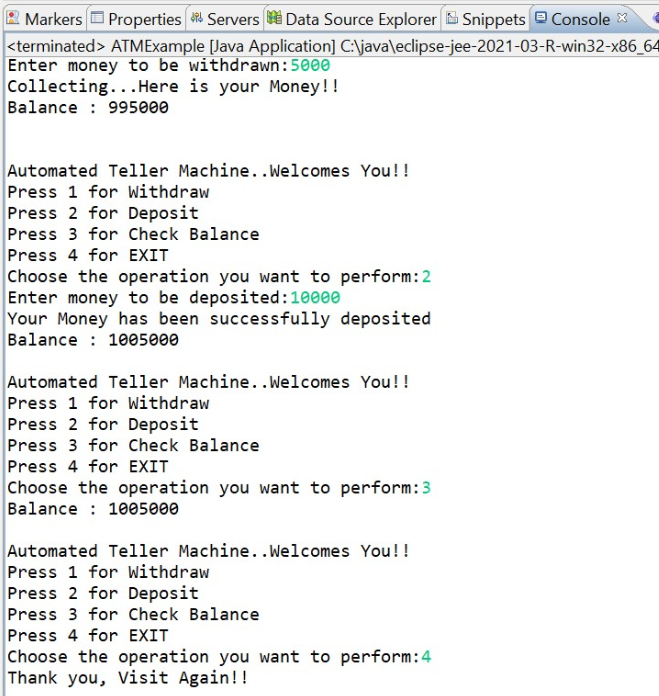 Markers Properties Servers Data Source Explorer Snippets Console
<terminated> ATMExample [Java Application] C:\java\eclipse-jee-2021-03-R-win32-x86_64
Enter money to be withdrawn:5000
Collecting...Here is your Money!!
Balance : 995000
Automated Teller Machine..Welcomes You!!
Press 1 for Withdraw
Press 2 for Deposit
Press 3 for Check Balance
Press 4 for EXIT
Choose the operation you want to perform:2
Enter money to be deposited:10000
Your Money has been successfully deposited
Balance : 1005000
Automated Teller Machine..Welcomes You!!
Press 1 for Withdraw
Press 2 for Deposit
Press 3 for Check Balance
Press 4 for EXIT
Choose the operation you want to perform:3
Balance : 1005000
Automated Teller Machine..Welcomes You!!
Press 1 for Withdraw
Press 2 for Deposit
Press 3 for Check Balance
Press 4 for EXIT
Choose the operation you want to perform:4
Thank you, Visit Again!!